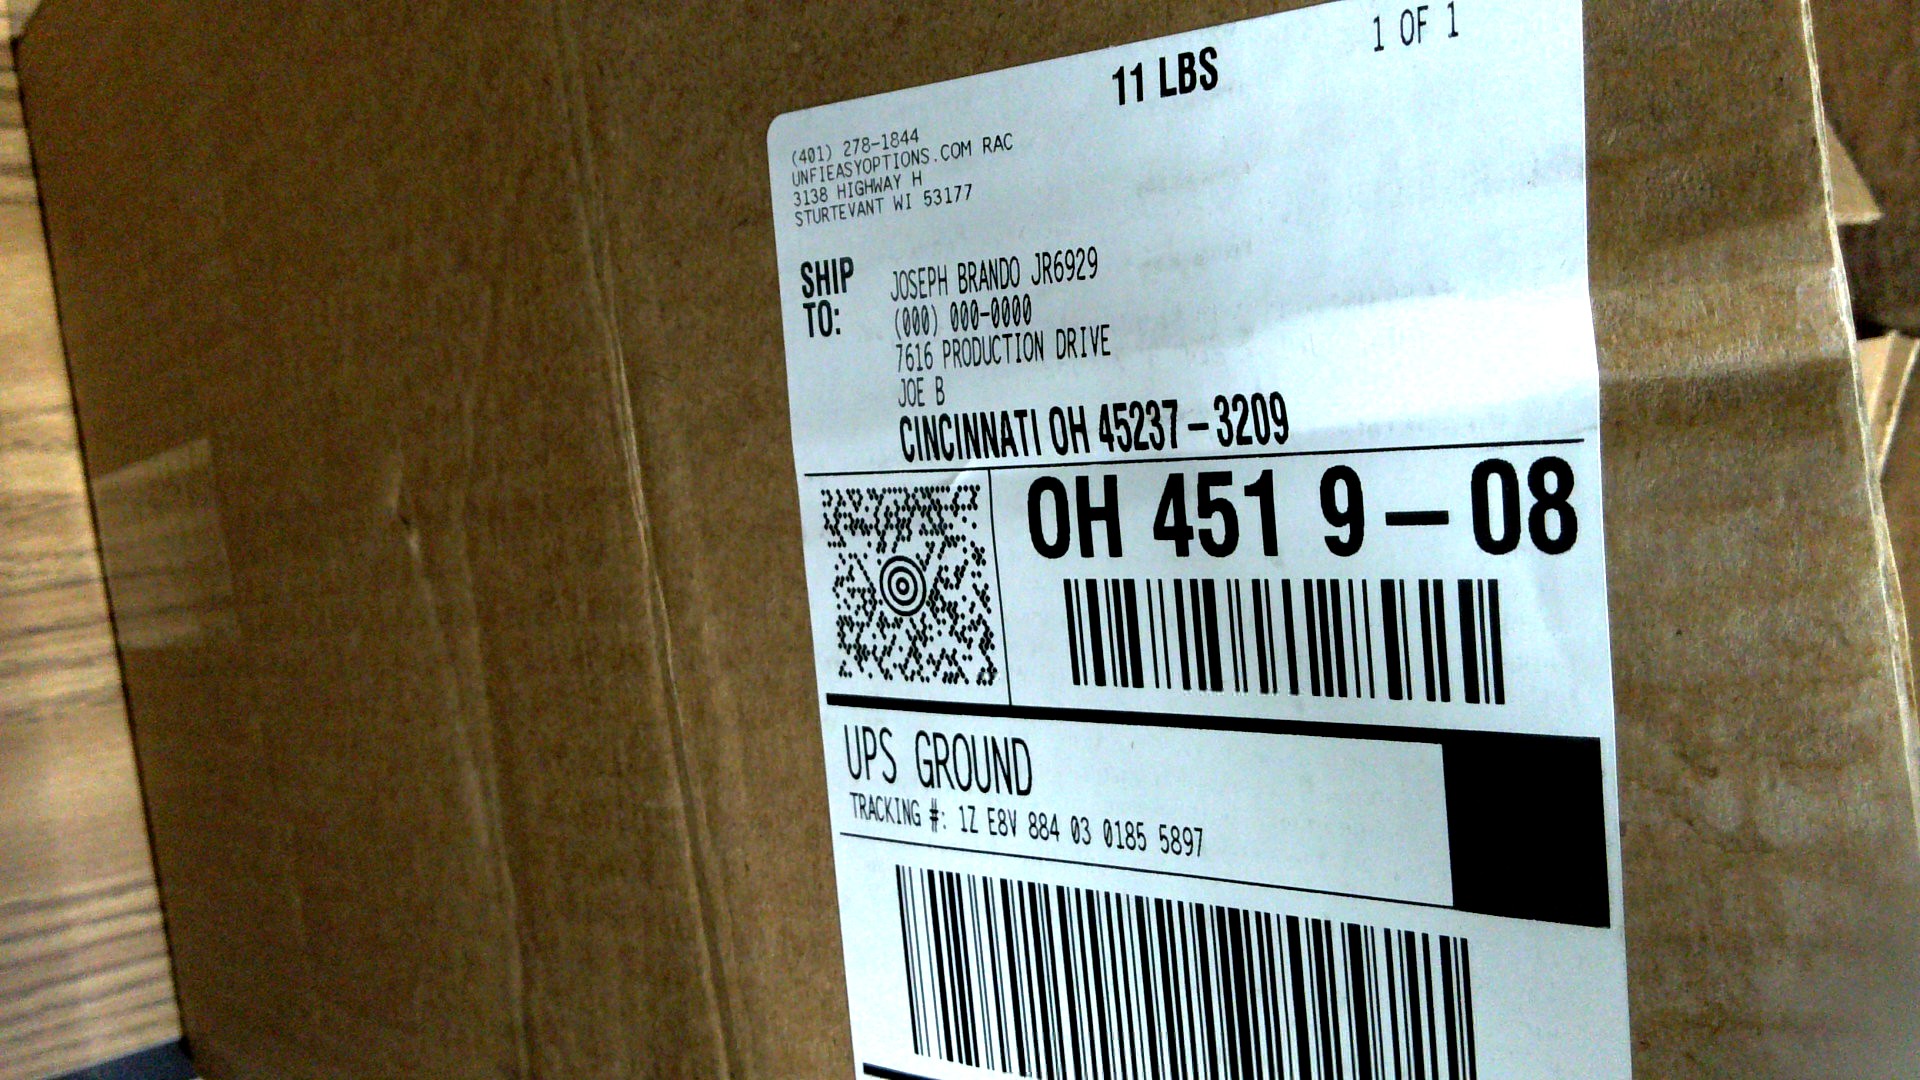 11 LBS
1 OF 1
(401) 278-1844
UNFIEASYOPTIONS.COM RAC
3138 HIGHWAY H
STURTEVANT WI 53177
SHIP TO:
JOSEPH BRANDO JR6929
(000) 000-0000
7616 PRODUCTION DRIVE
JOE B
CINCINNATI OH 45237-3209
OH 451 9-08
UPS GROUND
TRACKING #: 1Z E8V 884 03 0185 5897